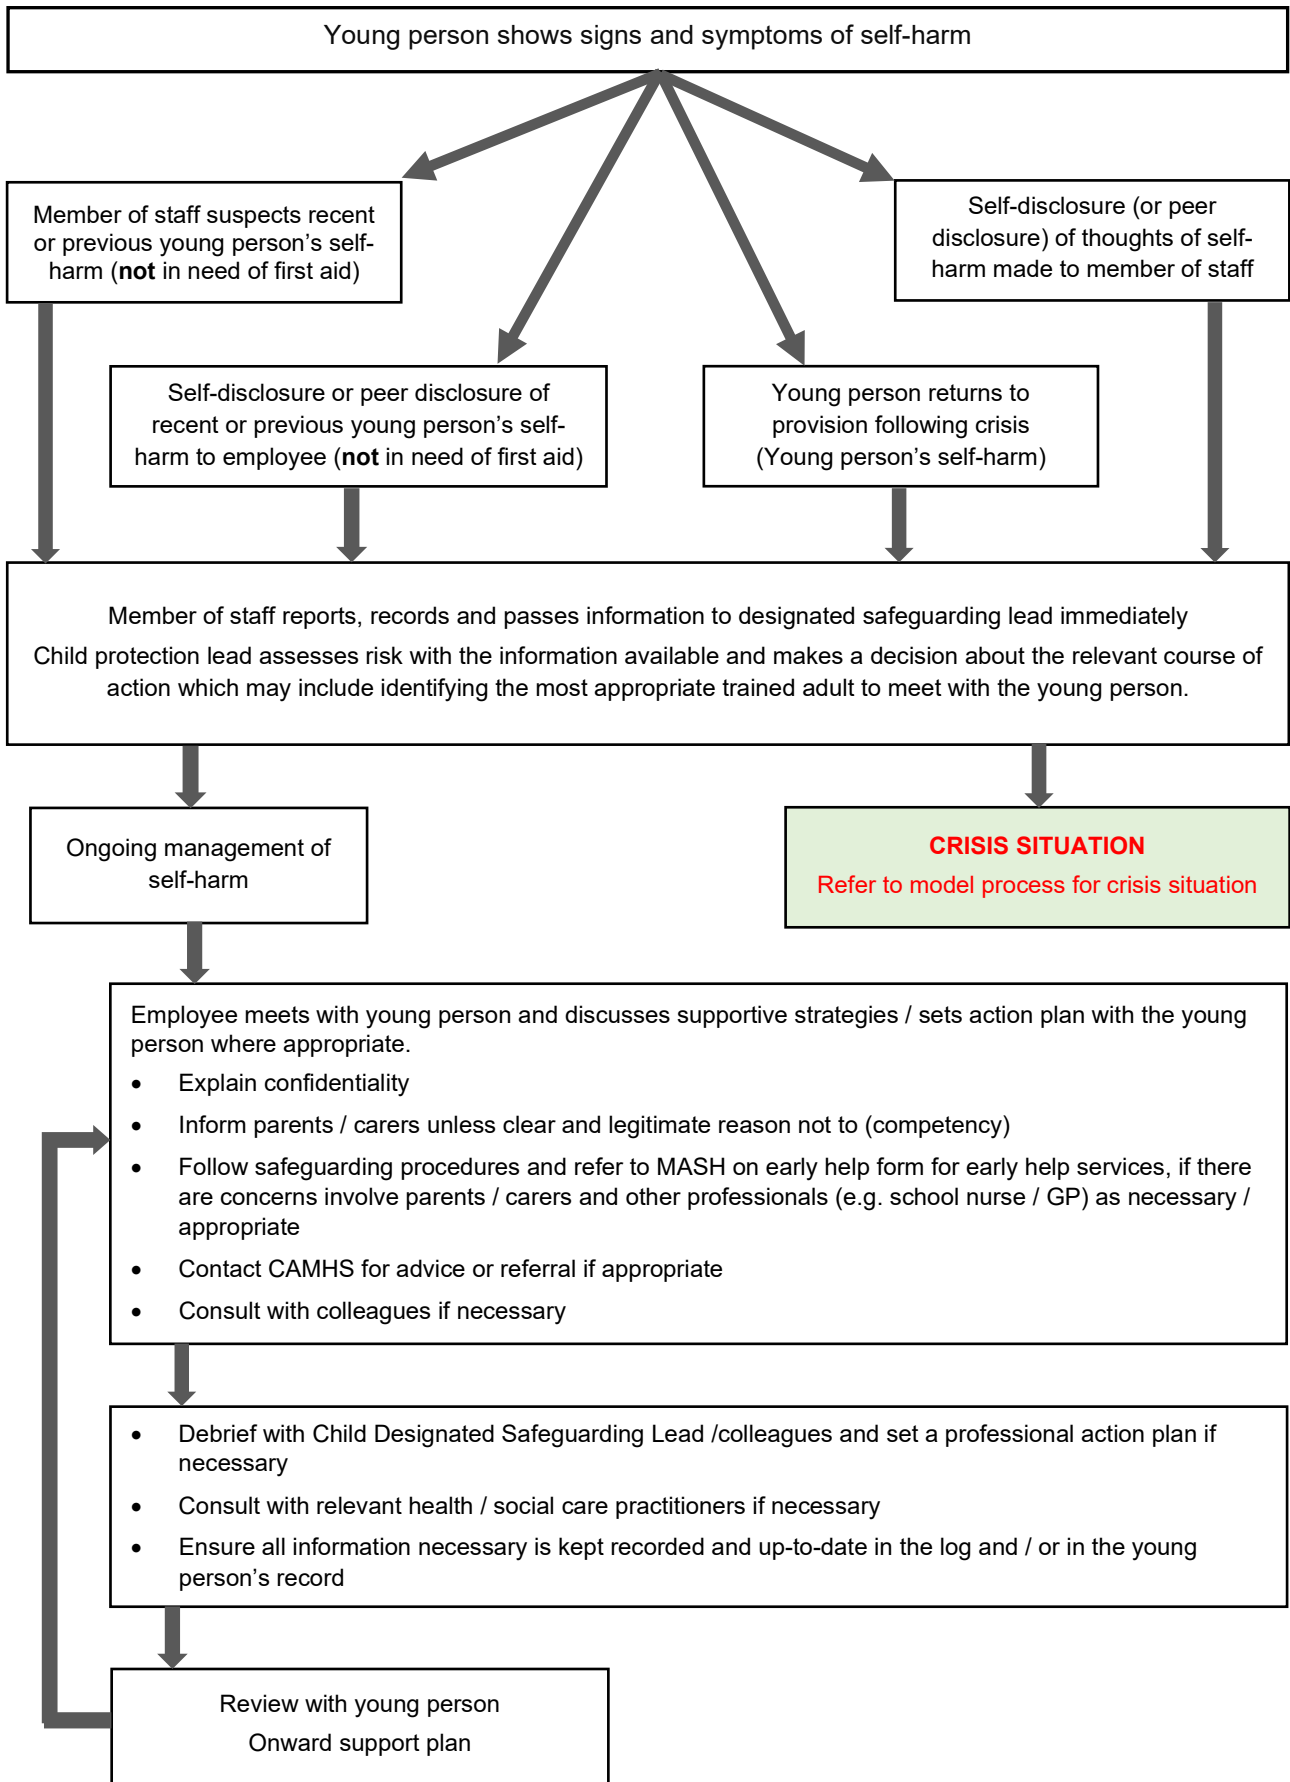 Young person shows signs and symptoms of self-harm
Member of staff suspects recent
or previous young person's self-
harm (not in need of first aid)
Self-disclosure (or peer
disclosure) of thoughts of self-
harm made to member of staff
Self-disclosure or peer disclosure of
recent or previous young person's self-
harm to employee (not in need of first aid)
Young person returns to
provision following crisis
(Young person's self-harm)
Member of staff reports, records and passes information to designated safeguarding lead immediately
Child protection lead assesses risk with the information available and makes a decision about the relevant course of
action which may include identifying the most appropriate trained adult to meet with the young person.
Ongoing management of
self-harm
CRISIS SITUATION
Refer to model process for crisis situation
Employee meets with young person and discusses supportive strategies / sets action plan with the young
person where appropriate.
• Explain confidentiality
• Inform parents / carers unless clear and legitimate reason not to (competency)
• Follow safeguarding procedures and refer to MASH on early help form for early help services, if there
are concerns involve parents / carers and other professionals (e.g. school nurse / GP) as necessary /
appropriate
• Contact CAMHS for advice or referral if appropriate
• Consult with colleagues if necessary
• Debrief with Child Designated Safeguarding Lead /colleagues and set a professional action plan if
necessary
• Consult with relevant health / social care practitioners if necessary
• Ensure all information necessary is kept recorded and up-to-date in the log and / or in the young
person's record
Review with young person
Onward support plan